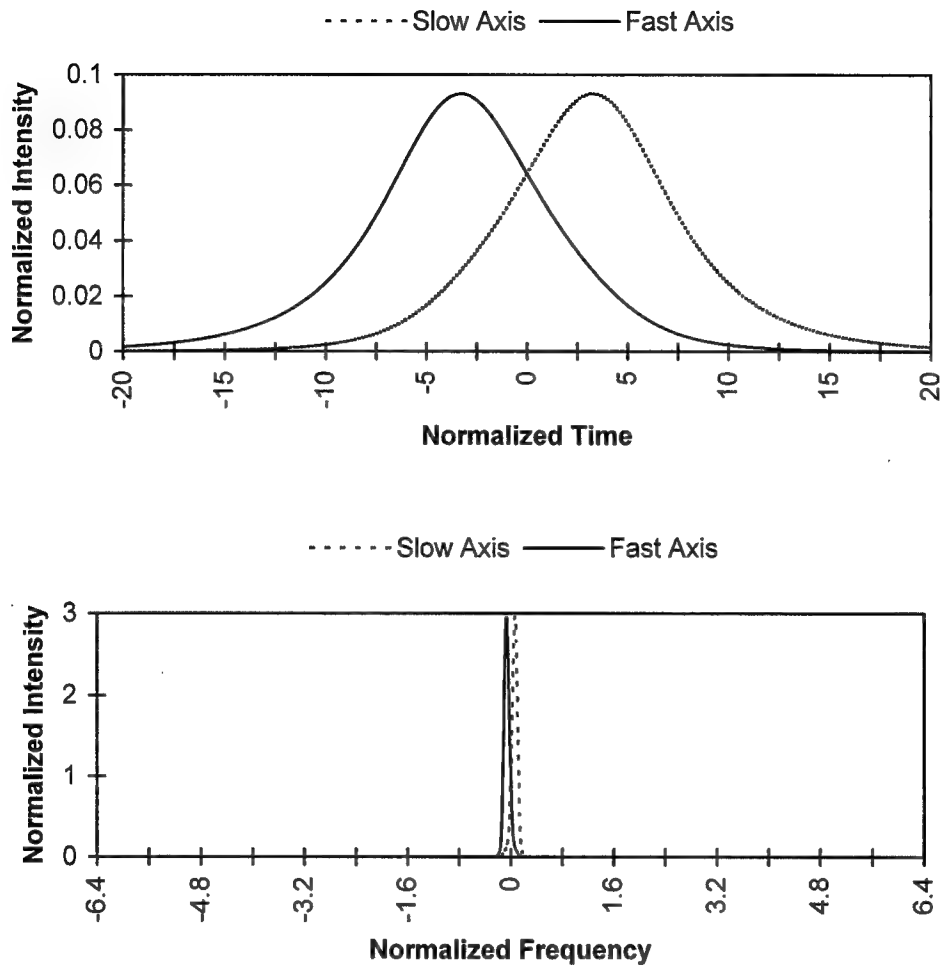 Slow Axis Fast Axis
Normalized Intensity
0.1
0.08
0.06
0.04
0.02
0
-20 -15 -10 -5 0 5 10 15 20
Normalized Time
Slow Axis Fast Axis
Normalized Intensity
3
2
1
0
-6.4 -4.8 -3.2 -1.6 0 1.6 3.2 4.8 6.4
Normalized Frequency